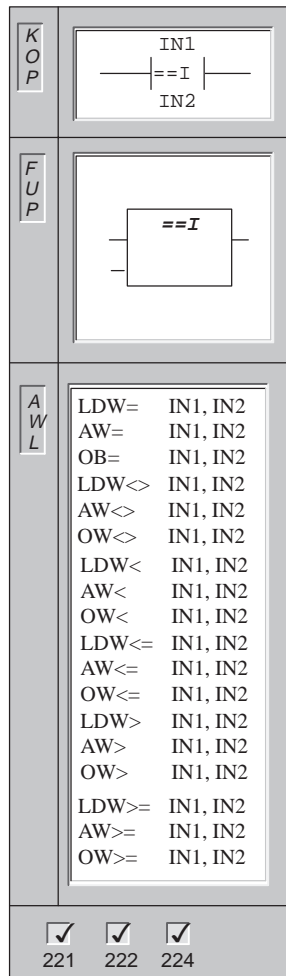 KOP
IN1
==I
IN2
FUP
==I
AWL
LDW= IN1, IN2
AW= IN1, IN2
OB= IN1, IN2
LDW<> IN1, IN2
AW<> IN1, IN2
OW<> IN1, IN2
LDW< IN1, IN2
AW< IN1, IN2
OW< IN1, IN2
LDW<= IN1, IN2
AW<= IN1, IN2
OW<= IN1, IN2
LDW> IN1, IN2
AW> IN1, IN2
OW> IN1, IN2
LDW>= IN1, IN2
AW>= IN1, IN2
OW>= IN1, IN2
221 222 224